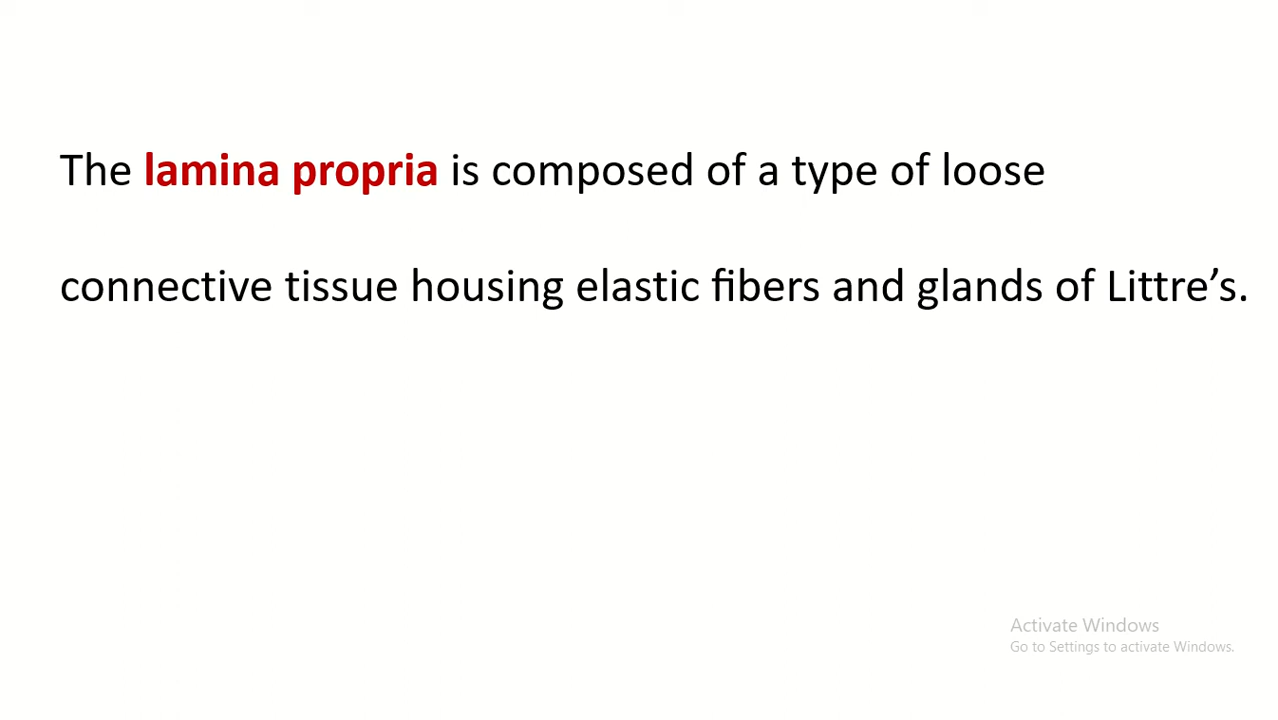 The lamina propria is composed of a type of loose
connective tissue housing elastic fibers and glands of Littre’s.
Activate Windows
Go to Settings to activate Windows.